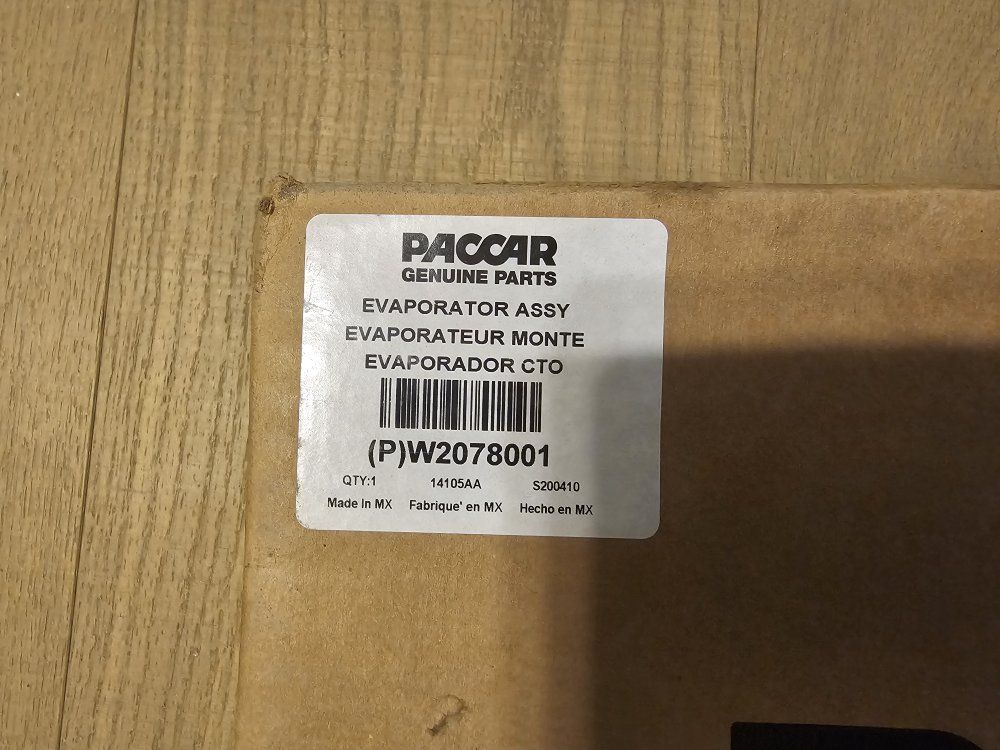 PACCAR
GENUINE PARTS
EVAPORATOR ASSY
EVAPORATEUR MONTE
EVAPORADOR CTO
(P)W2078001
QTY:1 14105AA S200410
Made In MX Fabrique' en MX Hecho en MX